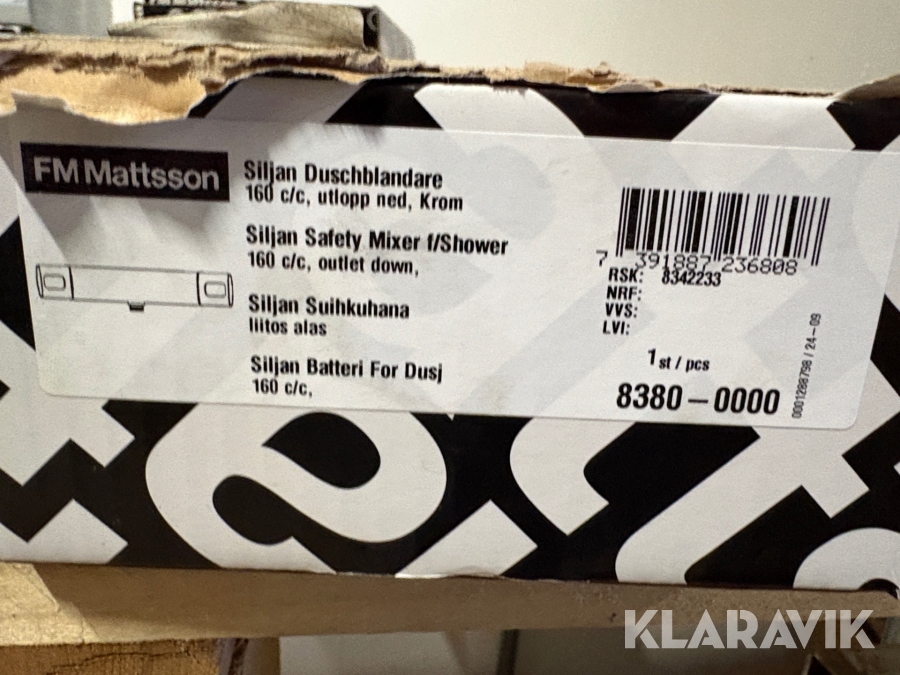 FM Mattsson
Siljan Duschblandare
160 c/c, utlopp ned, Krom
Siljan Safety Mixer f/Shower
160 c/c, outlet down,
Siljan Suihkuhana
liitos alas
Siljan Batteri For Dusj
160 c/c,
7 391887 236808
RSK: 8342233
NRF:
VVS:
LVI:
1 st / pcs
8380-0000
0001288798 / 24-09
KLARAVIK